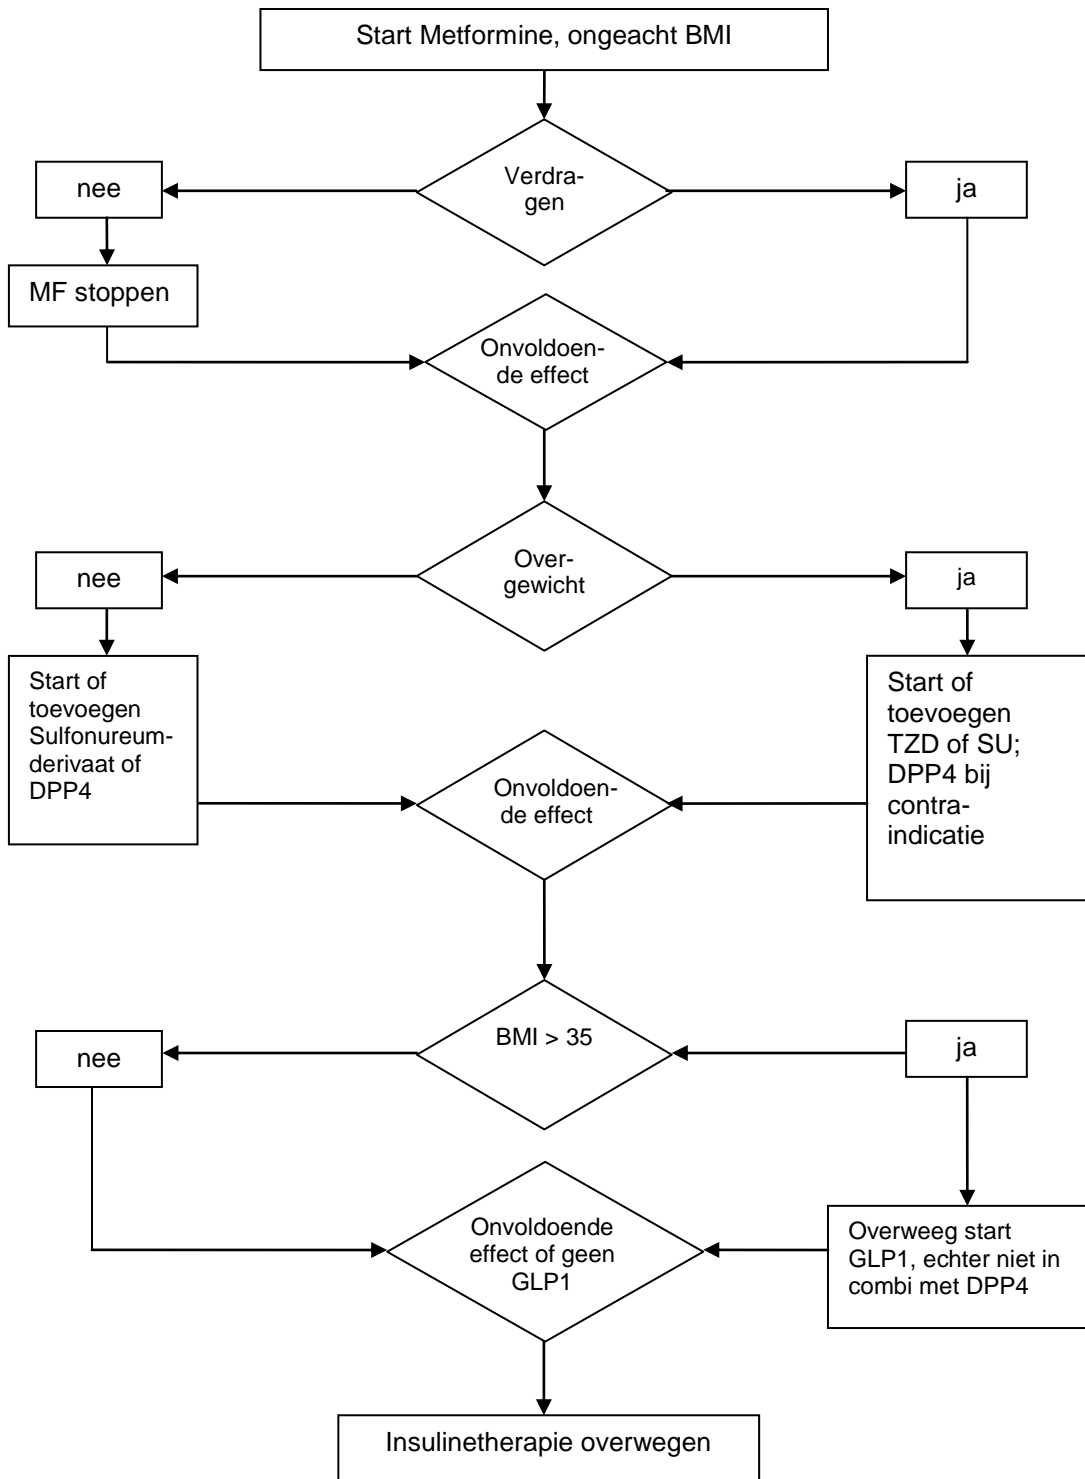 Start Metformine, ongeacht BMI
Verdra-
gen
nee
ja
MF stoppen
Onvoldoen-
de effect
Over-
gewicht
nee
ja
Start of
toevoegen
Sulfonureum-
derivaat of
DPP4
Start of
toevoegen
TZD of SU;
DPP4 bij
contra-
indicatie
Onvoldoen-
de effect
BMI > 35
nee
ja
Onvoldoende
effect of geen
GLP1
Overweeg start
GLP1, echter niet in
combi met DPP4
Insulinetherapie overwegen